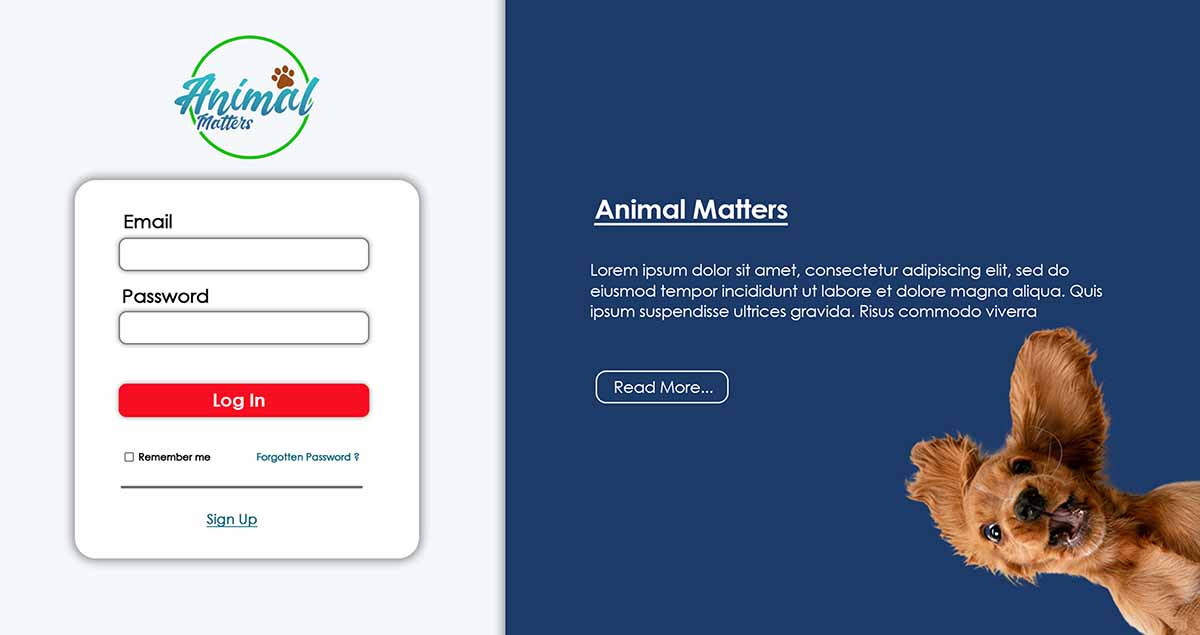 Animal
Matters
Email
Password
Log In
Remember me
Forgotten Password ?
Sign Up
Animal Matters
Lorem ipsum dolor sit amet, consectetur adipiscing elit, sed do
eiusmod tempor incididunt ut labore et dolore magna aliqua. Quis
ipsum suspendisse ultrices gravida. Risus commodo viverra
Read More...